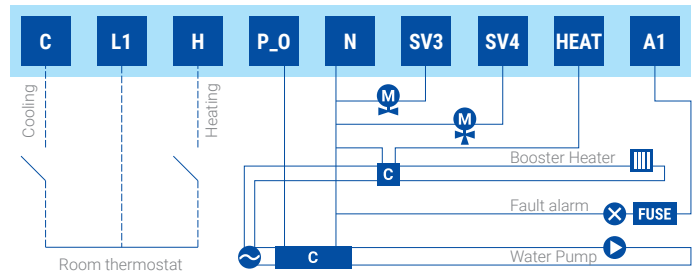 C L1 H P_O N SV3 SV4 HEAT A1
Cooling
Heating
M
M
Booster Heater
C
Fault alarm
FUSE
C
Water Pump
Room thermostat